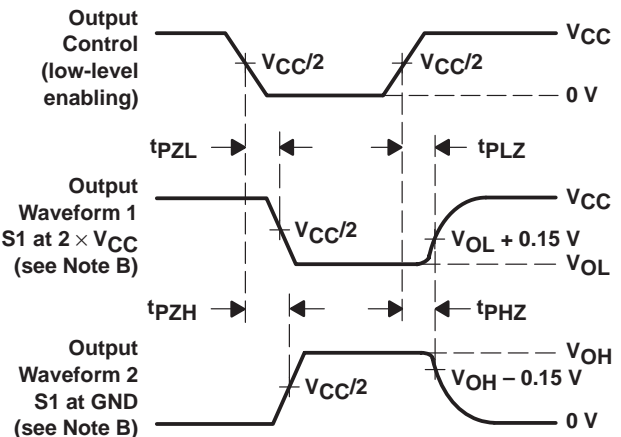 Output
Control
(low-level
enabling)
VCC
VCC/2
VCC/2
0 V
tPZL
tPLZ
Output
Waveform 1
S1 at 2 × VCC
(see Note B)
VCC
VCC/2
VOL + 0.15 V
VOL
tPZH
tPHZ
Output
Waveform 2
S1 at GND
(see Note B)
VOH
VCC/2
VOH – 0.15 V
0 V